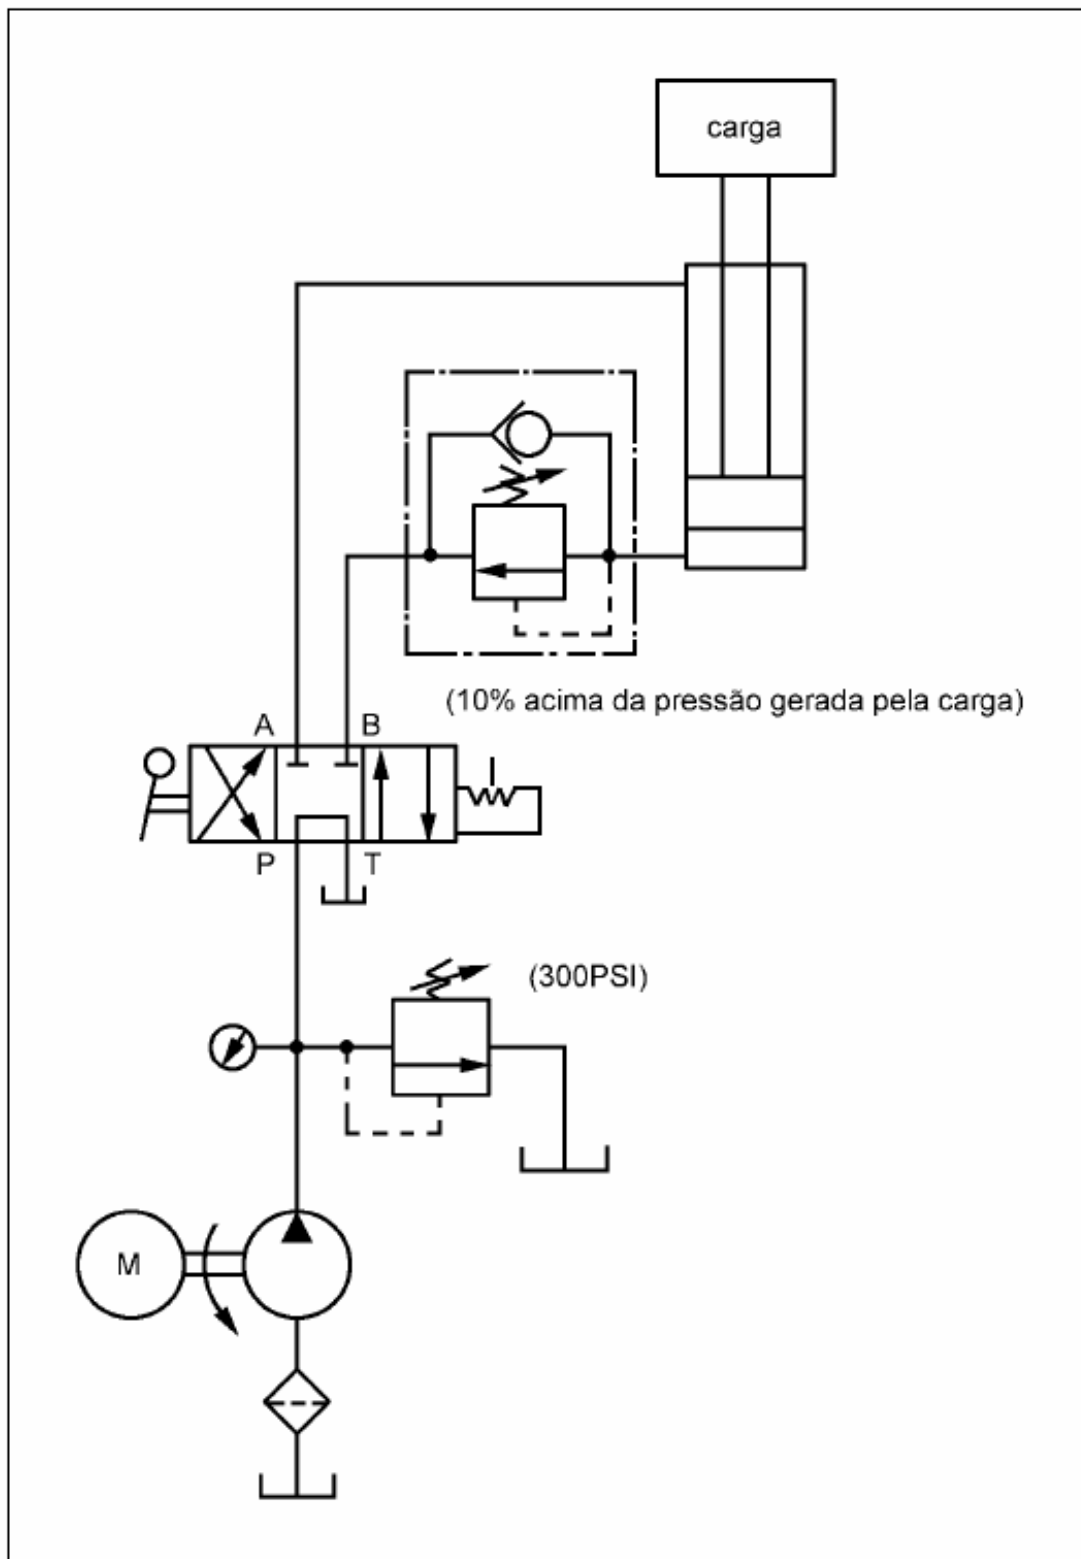 carga
(10% acima da pressão gerada pela carga)
A B
P T
(300PSI)
M